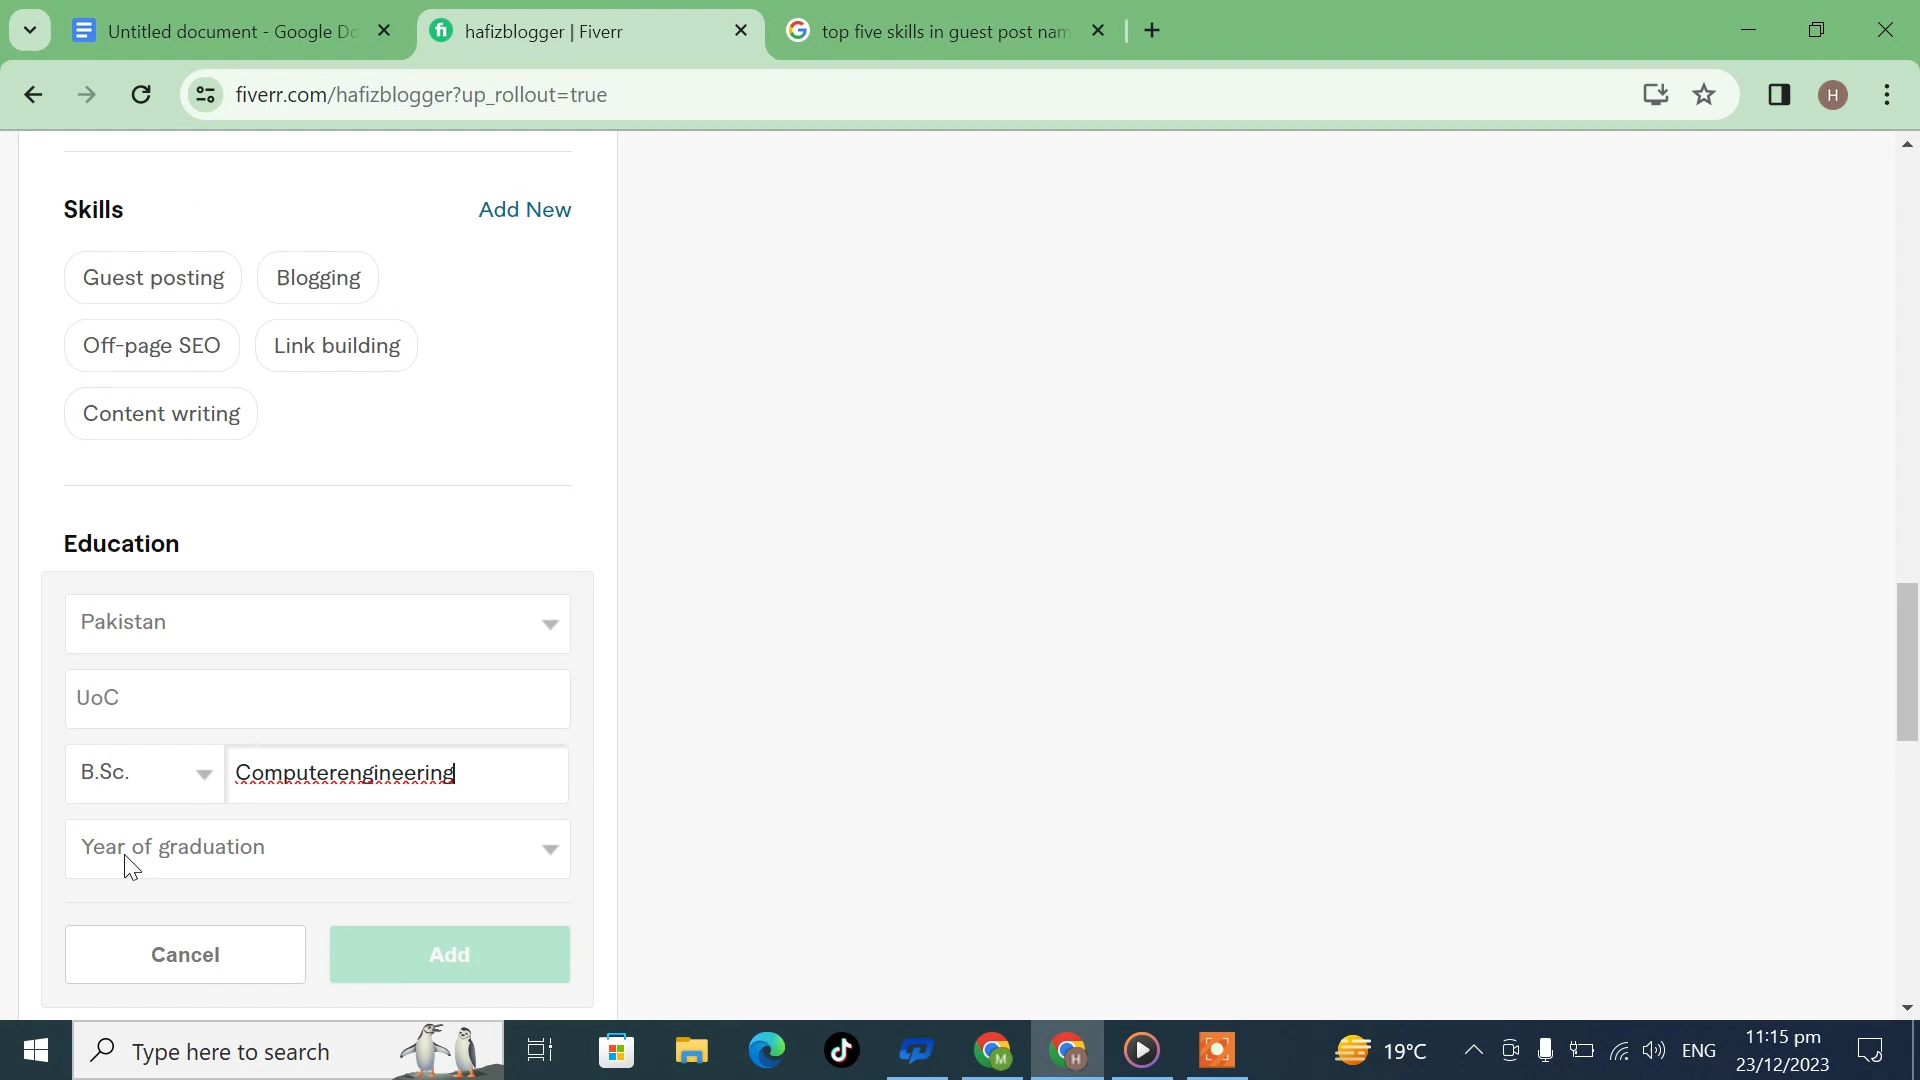 Untitled document - Google Do
hafizblogger | Fiverr
top five skills in guest post nam
fiverr.com/hafizblogger?up_rollout=true
H
Skills
Add New
Guest posting
Blogging
Off-page SEO
Link building
Content writing
Education
Pakistan
UoC
B.Sc.
Computerengineering
Year of graduation
Cancel
Add
Type here to search
M
H
19°C
ENG
11:15 pm
23/12/2023